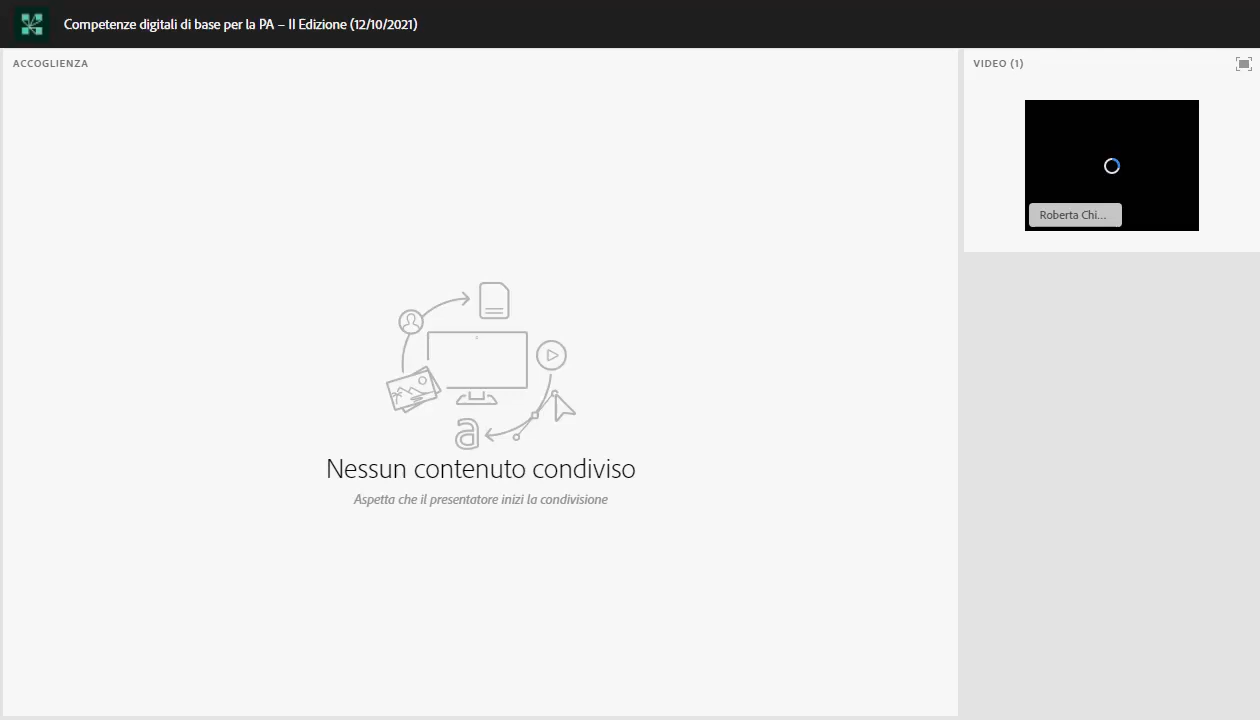 Competenze digitali di base per la PA – II Edizione (12/10/2021)
ACCOGLIENZA
VIDEO (1)
Roberta Chi...
a
Nessun contenuto condiviso
Aspetta che il presentatore inizi la condivisione